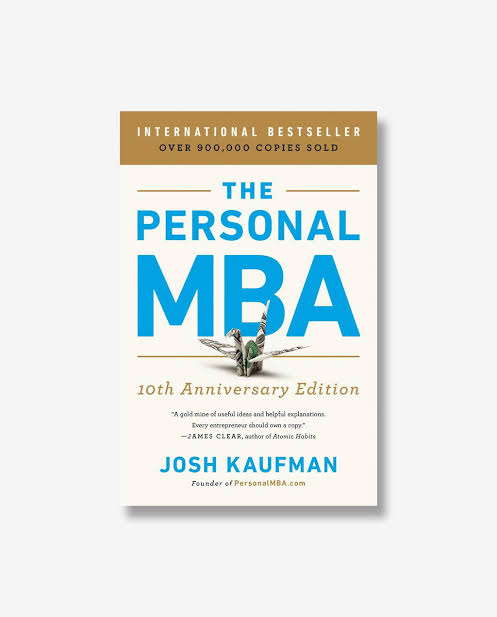 INTERNATIONAL BESTSELLER
OVER 900,000 COPIES SOLD
THE
PERSONAL
MBA
10th Anniversary Edition
"A gold mine of useful ideas and helpful explanations.
Every entrepreneur should own a copy."
—JAMES CLEAR, author of Atomic Habits
JOSH KAUFMAN
Founder of PersonalMBA.com